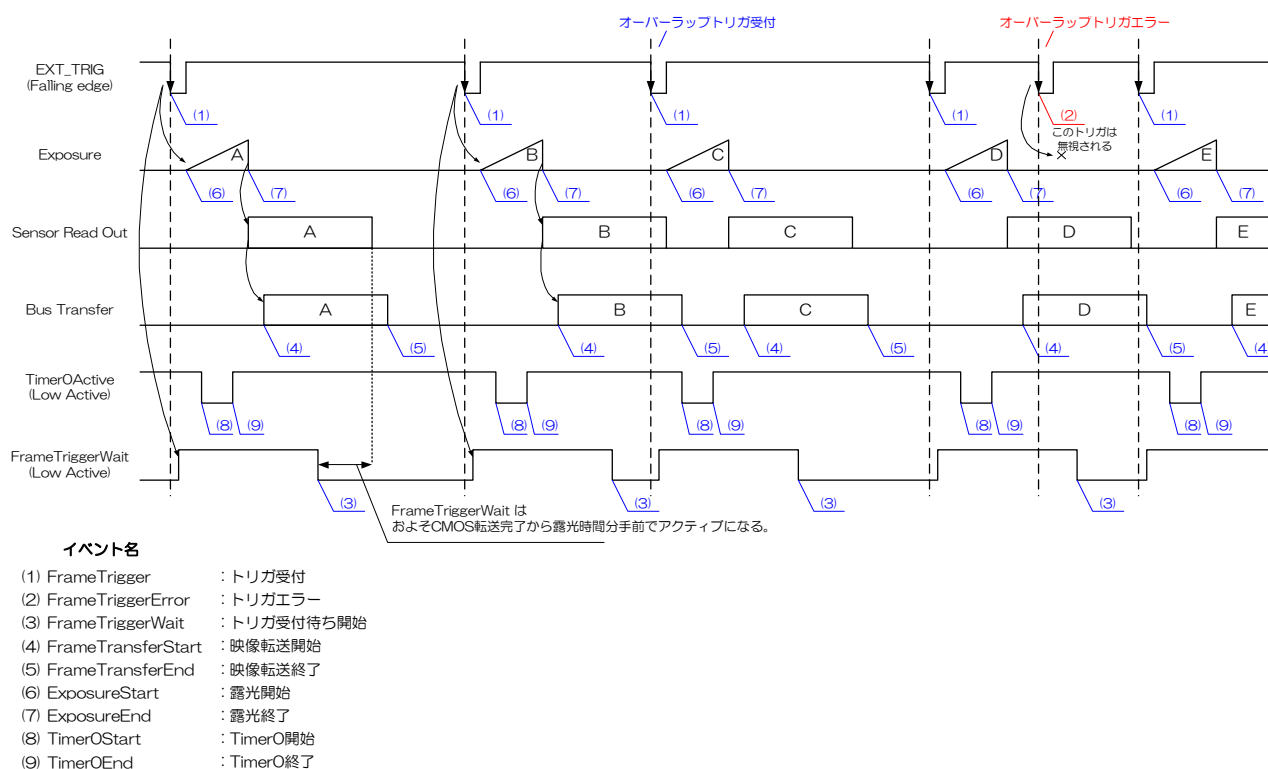 オーバーラップトリガ受付 オーバーラップトリガエラー
EXT_TRIG
(Falling edge)
(1) (1) (1) (1) (2) (1)
このトリガは
無視される
Exposure A B C D × E
(6) (7) (6) (7) (6) (7) (6) (7) (6) (7)
Sensor Read Out A B C D E
Bus Transfer A B C D E
(4) (5) (4) (5) (4) (5) (4) (5) (4)
Timer0Active
(Low Active)
(8) (9) (8) (9) (8) (9) (8) (9) (8) (9)
FrameTriggerWait
(Low Active)
(3) (3) (3) (3)
FrameTriggerWait は
およそCMOS転送完了から露光時間分手前でアクティブになる。
イベント名
(1) FrameTrigger :トリガ受付
(2) FrameTriggerError :トリガエラー
(3) FrameTriggerWait :トリガ受付待ち開始
(4) FrameTransferStart :映像転送開始
(5) FrameTransferEnd :映像転送終了
(6) ExposureStart :露光開始
(7) ExposureEnd :露光終了
(8) Timer0Start :Timer0開始
(9) Timer0End :Timer0終了